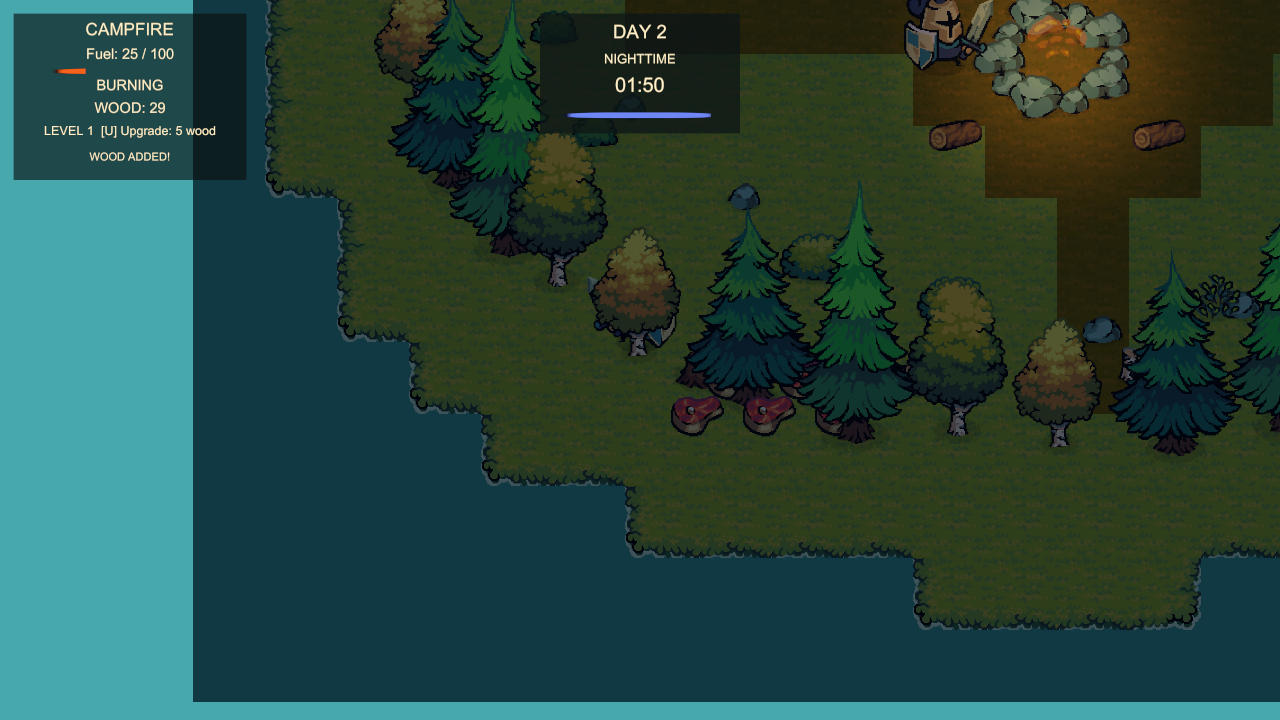 CAMPFIRE
Fuel: 25 / 100
BURNING
WOOD: 29
LEVEL 1 [U] Upgrade: 5 wood
WOOD ADDED!
DAY 2
NIGHTTIME
01:50